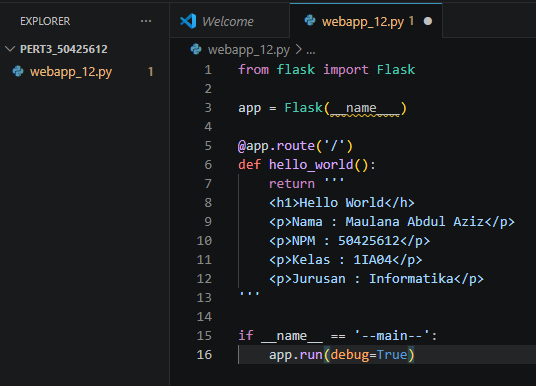 EXPLORER
PERT3_50425612
webapp_12.py 1
Welcome
webapp_12.py 1
webapp_12.py > ...
1 from flask import Flask
2
3 app = Flask(__name___)
4
5 @app.route('/')
6 def hello_world():
7     return '''
8     <h1>Hello World</h>
9     <p>Nama : Maulana Abdul Aziz</p>
10     <p>NPM : 50425612</p>
11     <p>Kelas : 1IA04</p>
12     <p>Jurusan : Informatika</p>
13 '''
14
15 if __name__ == '--main--':
16     app.run(debug=True)